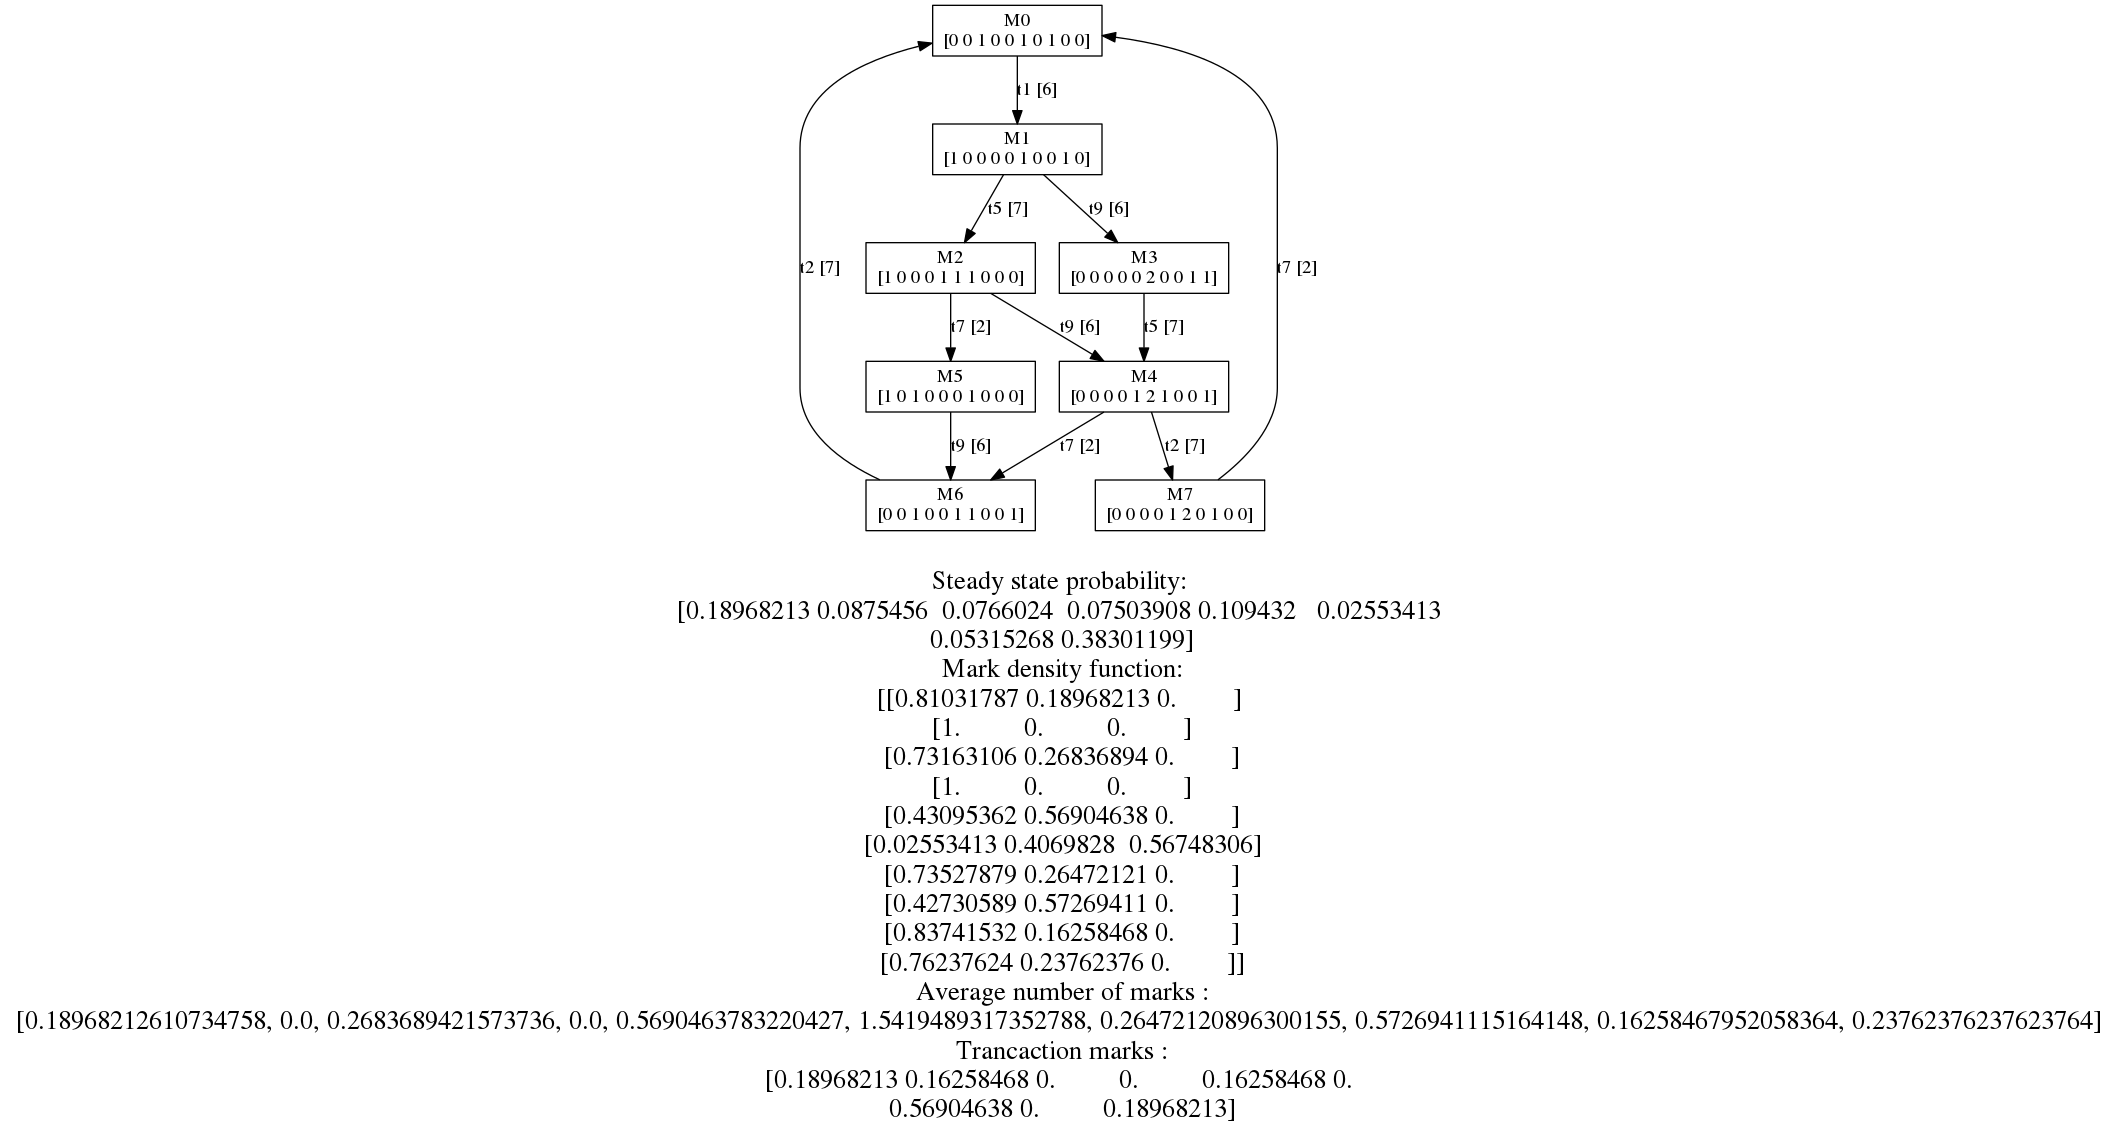 M0
[0 0 1 0 0 1 0 1 0 0]
t1 [6]
M1
[1 0 0 0 0 1 0 0 1 0]
t5 [7]
t9 [6]
M2
[1 0 0 0 1 1 1 0 0 0]
M3
[0 0 0 0 0 2 0 0 1 1]
t2 [7]
t7 [2]
t7 [2]
t9 [6]
t5 [7]
M5
[1 0 1 0 0 0 1 0 0 0]
M4
[0 0 0 0 1 2 1 0 0 1]
t9 [6]
t7 [2]
t2 [7]
M6
[0 0 1 0 0 1 1 0 0 1]
M7
[0 0 0 0 1 2 0 1 0 0]
Steady state probability:
[0.18968213 0.0875456 0.0766024 0.07503908 0.109432 0.02553413
0.05315268 0.38301199]
Mark density function:
[[0.81031787 0.18968213 0. ]
[1. 0. 0. ]
[0.73163106 0.26836894 0. ]
[1. 0. 0. ]
[0.43095362 0.56904638 0. ]
[0.02553413 0.4069828 0.56748306]
[0.73527879 0.26472121 0. ]
[0.42730589 0.57269411 0. ]
[0.83741532 0.16258468 0. ]
[0.76237624 0.23762376 0. ]]
Average number of marks :
[0.18968212610734758, 0.0, 0.2683689421573736, 0.0, 0.5690463783220427, 1.5419489317352788, 0.26472120896300155, 0.5726941115164148, 0.16258467952058364, 0.23762376237623764]
Trancaction marks :
[0.18968213 0.16258468 0. 0. 0.16258468 0.
0.56904638 0. 0.18968213]